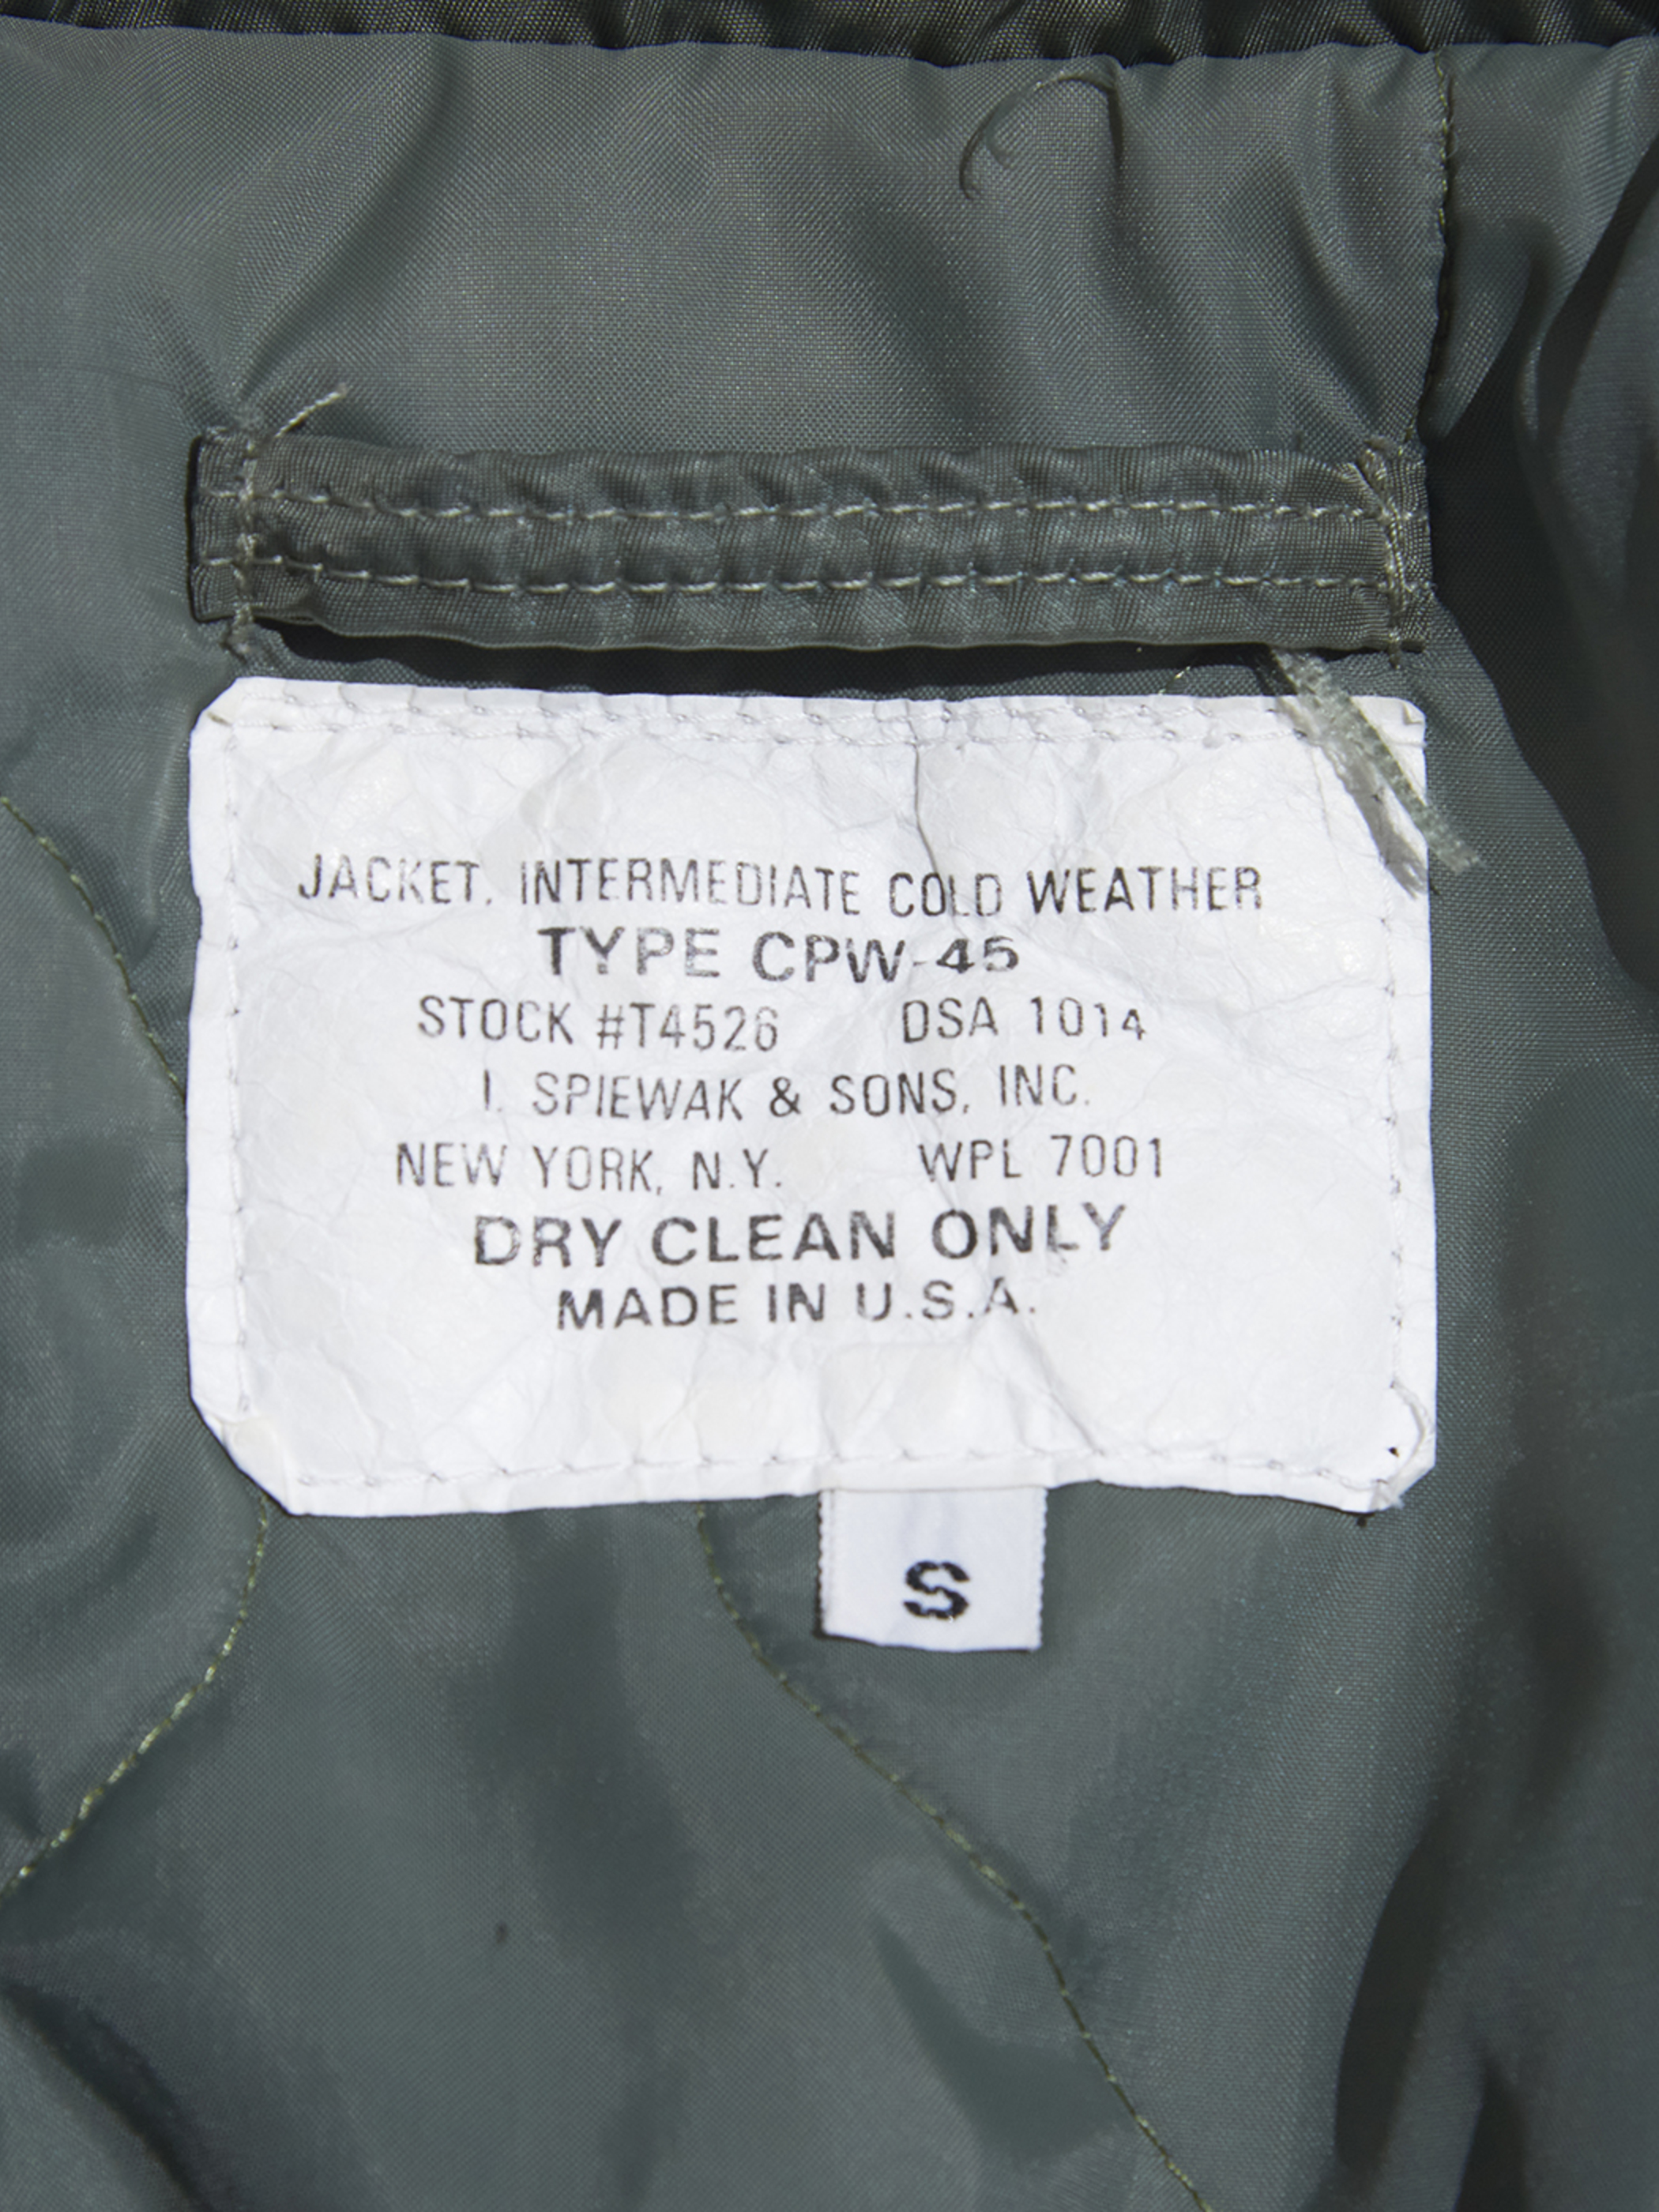 JACKET, INTERMEDIATE COLD WEATHER
TYPE CPW-45
STOCK #T4526 DSA 1014
I. SPIEWAK & SONS, INC.
NEW YORK, N.Y. WPL 7001
DRY CLEAN ONLY
MADE IN U.S.A.
S